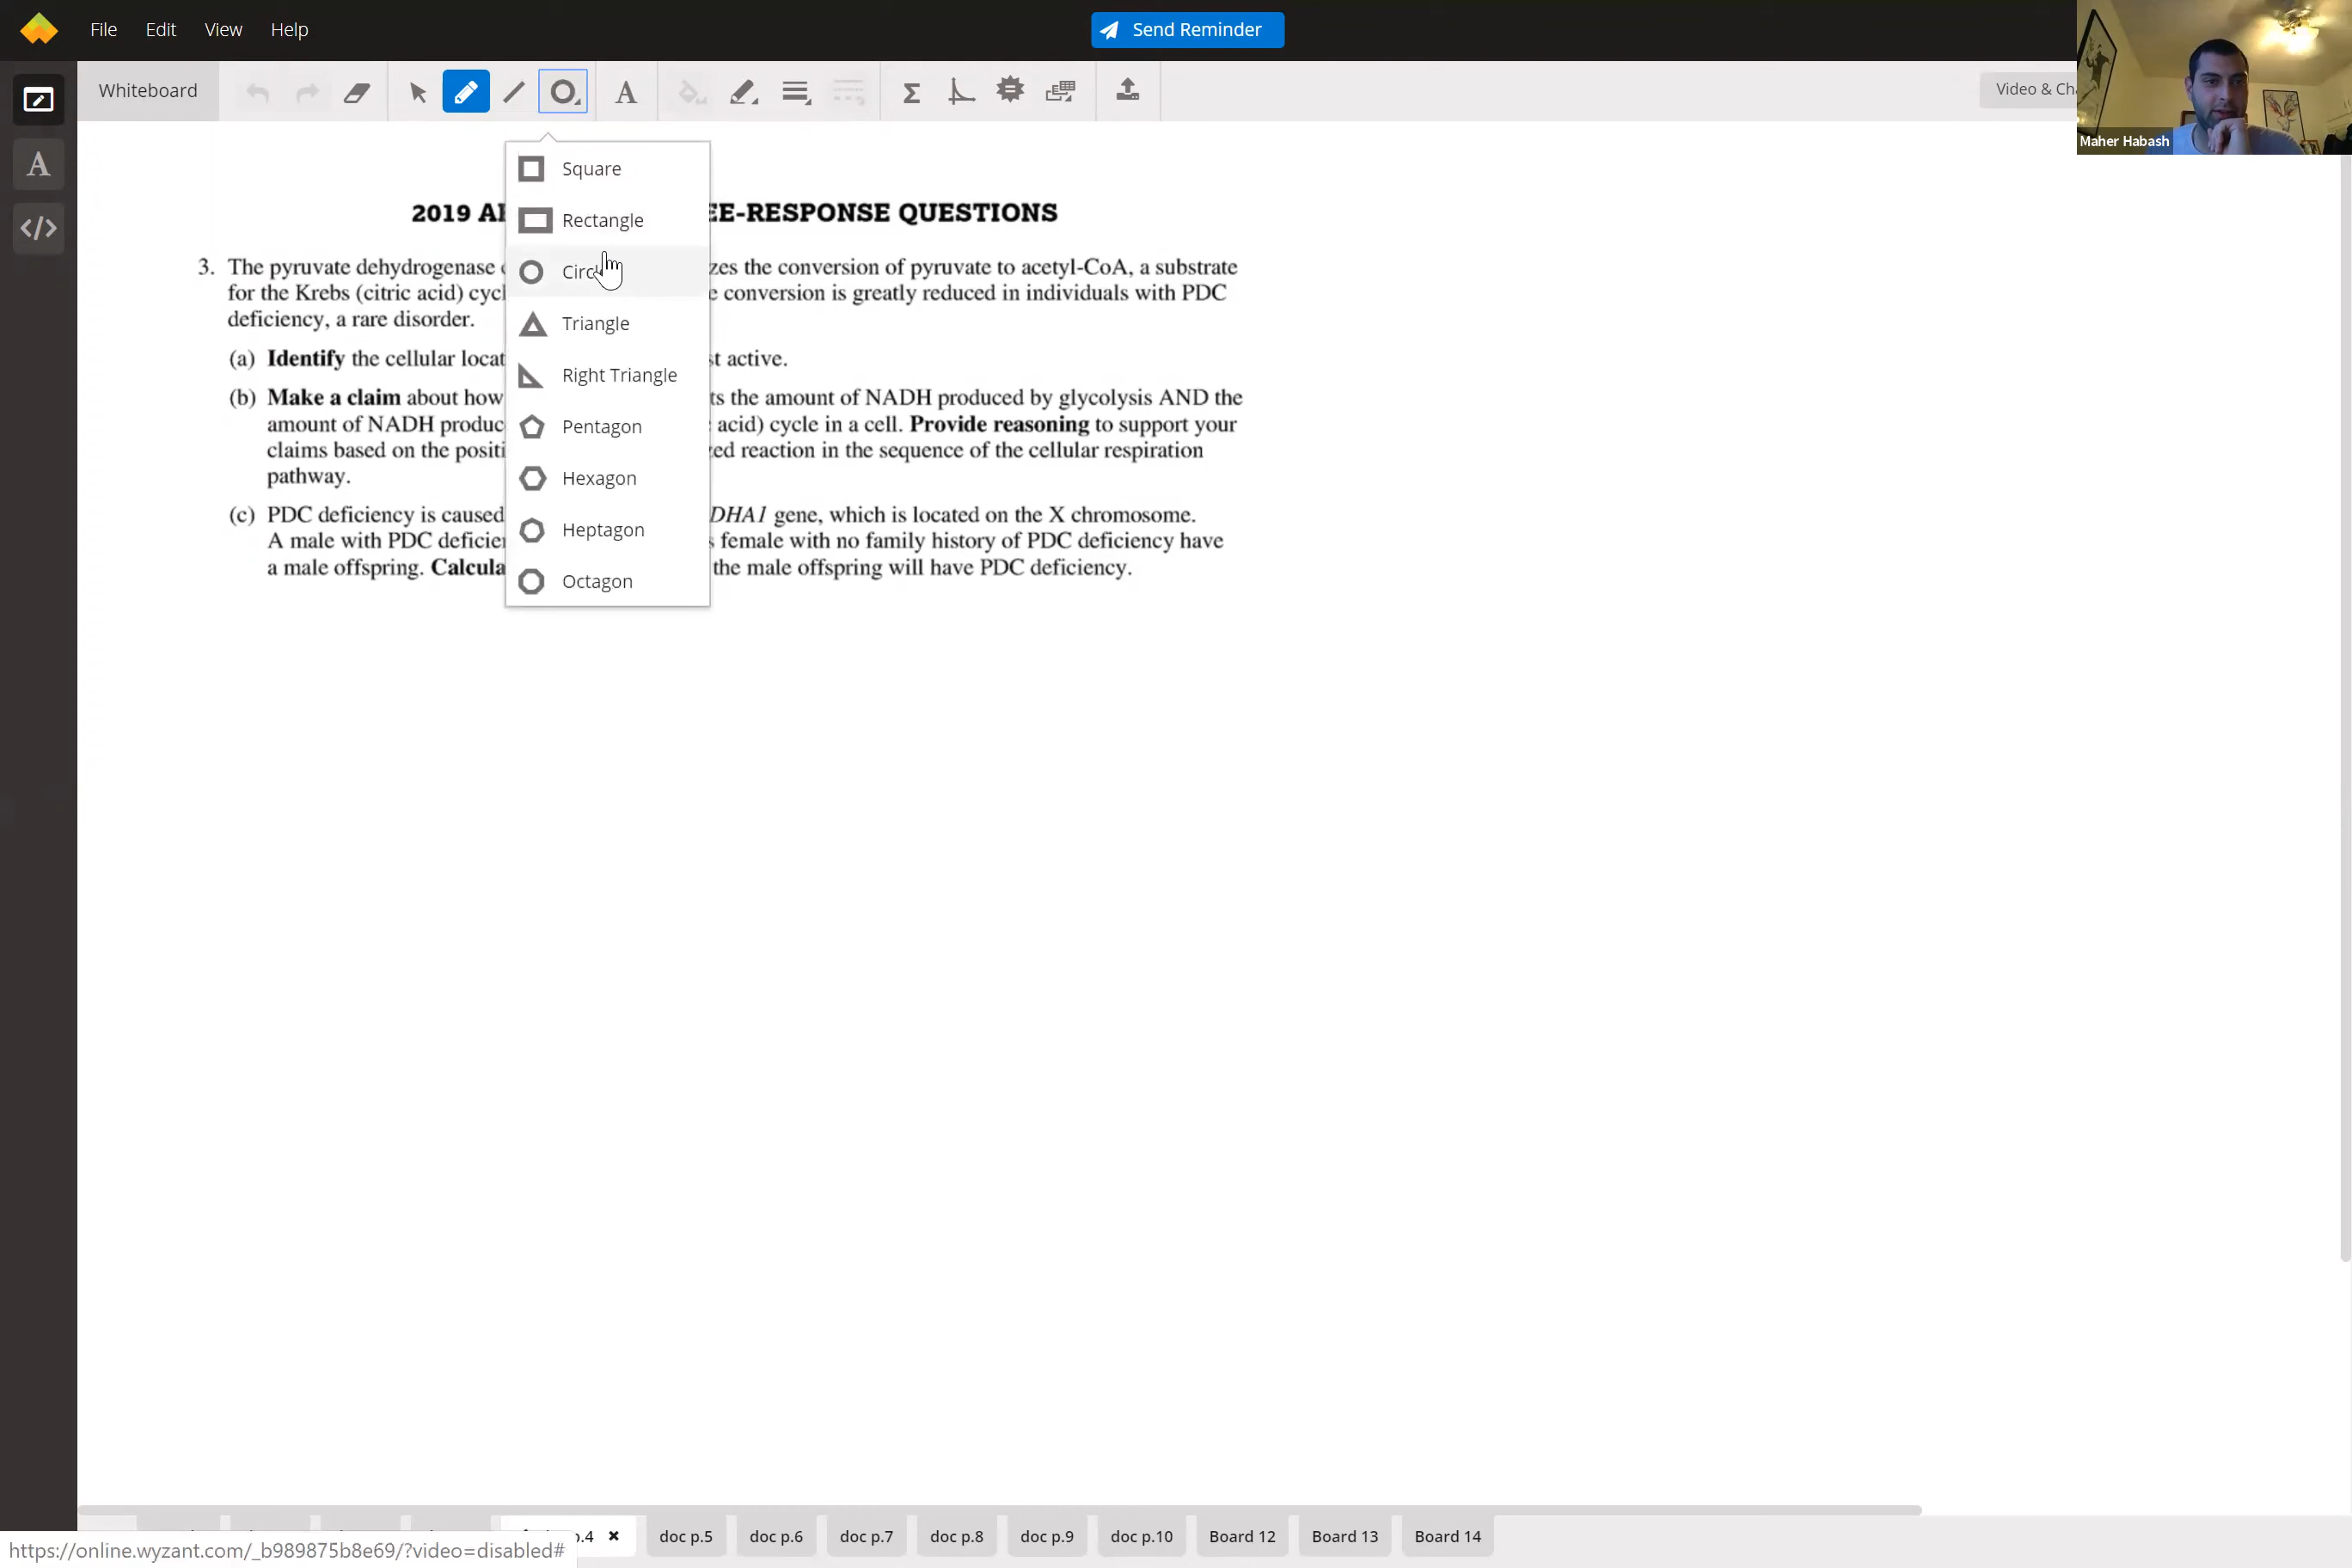 File Edit View Help
Send Reminder
Whiteboard
A
Video & Ch
Maher Habash
Square
2019 A EE-RESPONSE QUESTIONS
Rectangle
3. The pyruvate dehydrogenase zes the conversion of pyruvate to acetyl-CoA, a substrate
Circ
for the Krebs (citric acid) cycl e conversion is greatly reduced in individuals with PDC
deficiency, a rare disorder.
Triangle
(a) Identify the cellular locat st active.
Right Triangle
(b) Make a claim about how ts the amount of NADH produced by glycolysis AND the
amount of NADH produc acid) cycle in a cell. Provide reasoning to support your
Pentagon
claims based on the positi ed reaction in the sequence of the cellular respiration
pathway.
Hexagon
(c) PDC deficiency is caused DHA1 gene, which is located on the X chromosome.
Heptagon
A male with PDC deficie s female with no family history of PDC deficiency have
a male offspring. Calcula the male offspring will have PDC deficiency.
Octagon
p.4 doc p.5 doc p.6 doc p.7 doc p.8 doc p.9 doc p.10 Board 12 Board 13 Board 14
https://online.wyzant.com/_b989875b8e69/?video=disabled#